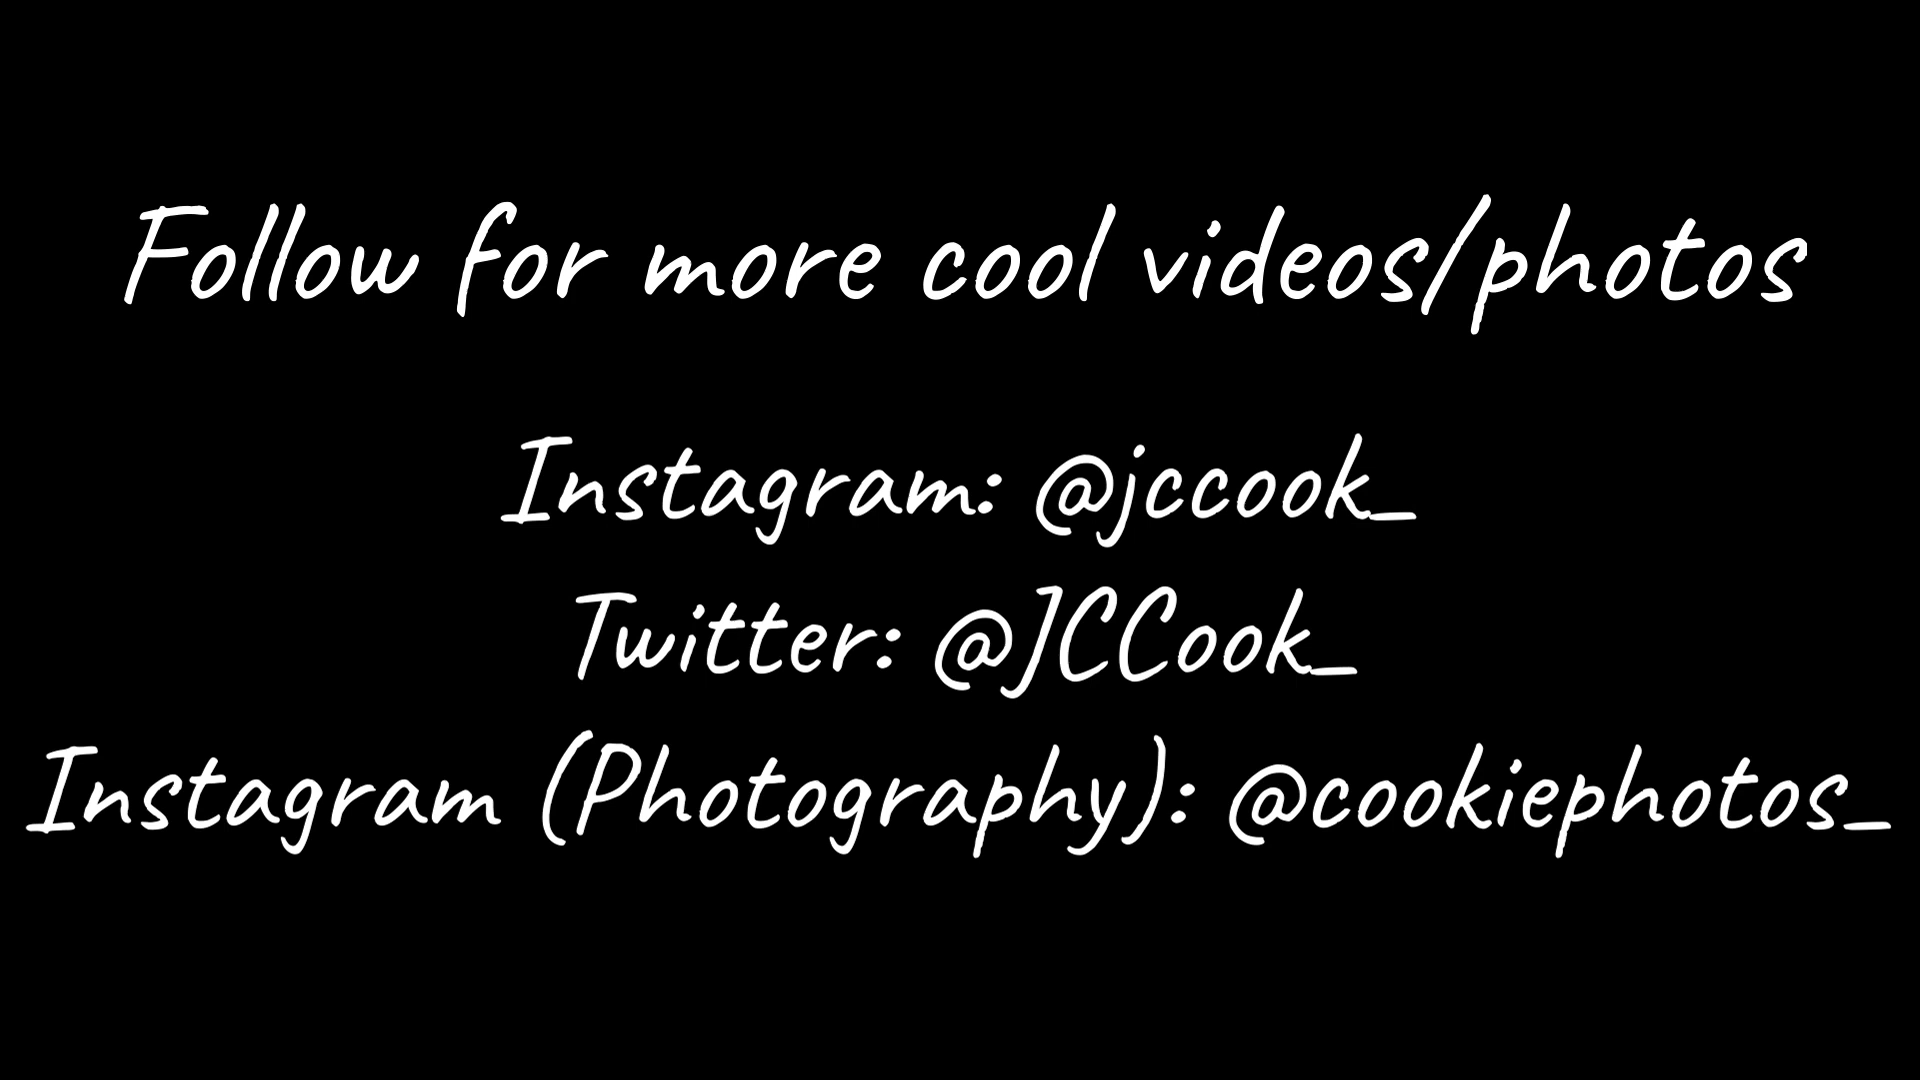 Follow for more cool videos/photos
Instagram: @jccook_
Twitter: @JCCook_
Instagram (Photography): @cookiephotos_